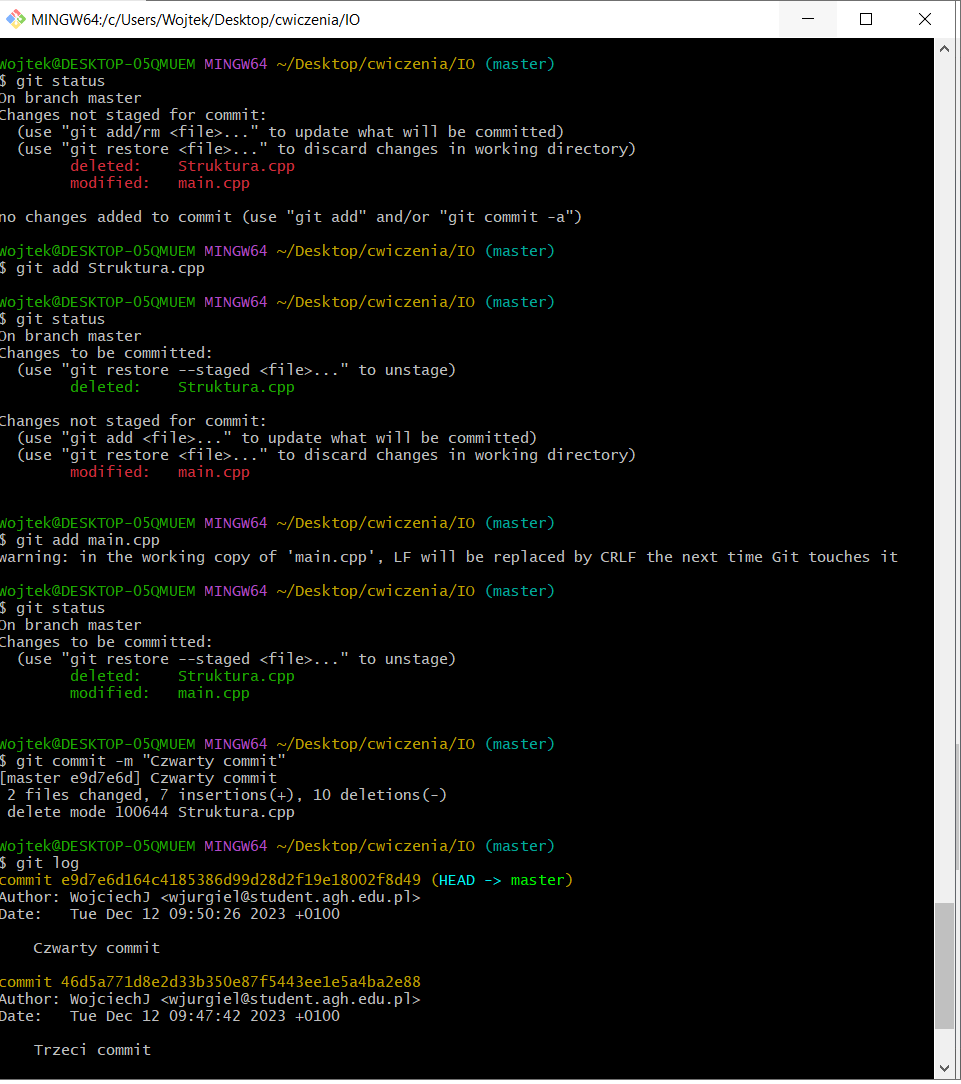 MINGW64:/c/Users/Wojtek/Desktop/cwiczenia/IO
Wojtek@DESKTOP-O5QMUEM MINGW64 ~/Desktop/cwiczenia/IO (master)
$ git status
On branch master
Changes not staged for commit:
  (use "git add/rm <file>..." to update what will be committed)
  (use "git restore <file>..." to discard changes in working directory)
        deleted:    Struktura.cpp
        modified:   main.cpp
no changes added to commit (use "git add" and/or "git commit -a")
Wojtek@DESKTOP-O5QMUEM MINGW64 ~/Desktop/cwiczenia/IO (master)
$ git add Struktura.cpp
Wojtek@DESKTOP-O5QMUEM MINGW64 ~/Desktop/cwiczenia/IO (master)
$ git status
On branch master
Changes to be committed:
  (use "git restore --staged <file>..." to unstage)
        deleted:    Struktura.cpp
Changes not staged for commit:
  (use "git add <file>..." to update what will be committed)
  (use "git restore <file>..." to discard changes in working directory)
        modified:   main.cpp
Wojtek@DESKTOP-O5QMUEM MINGW64 ~/Desktop/cwiczenia/IO (master)
$ git add main.cpp
warning: in the working copy of 'main.cpp', LF will be replaced by CRLF the next time Git touches it
Wojtek@DESKTOP-O5QMUEM MINGW64 ~/Desktop/cwiczenia/IO (master)
$ git status
On branch master
Changes to be committed:
  (use "git restore --staged <file>..." to unstage)
        deleted:    Struktura.cpp
        modified:   main.cpp
Wojtek@DESKTOP-O5QMUEM MINGW64 ~/Desktop/cwiczenia/IO (master)
$ git commit -m "Czwarty commit"
[master e9d7e6d] Czwarty commit
 2 files changed, 7 insertions(+), 10 deletions(-)
 delete mode 100644 Struktura.cpp
Wojtek@DESKTOP-O5QMUEM MINGW64 ~/Desktop/cwiczenia/IO (master)
$ git log
commit e9d7e6d164c4185386d99d28d2f19e18002f8d49 (HEAD -> master)
Author: WojciechJ <wjurgiel@student.agh.edu.pl>
Date:   Tue Dec 12 09:50:26 2023 +0100
    Czwarty commit
commit 46d5a771d8e2d33b350e87f5443ee1e5a4ba2e88
Author: WojciechJ <wjurgiel@student.agh.edu.pl>
Date:   Tue Dec 12 09:47:42 2023 +0100
    Trzeci commit